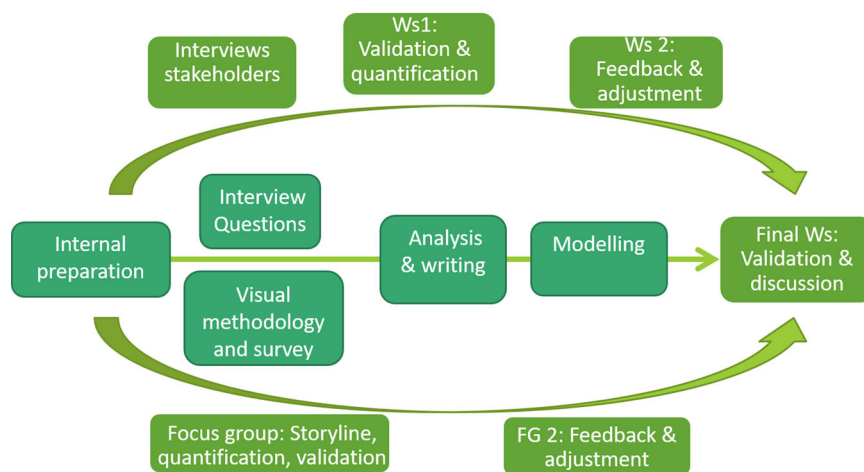 Interviews
stakeholders
Ws1:
Validation &
quantification
Ws 2:
Feedback &
adjustment
Interview
Questions
Internal
preparation
Analysis
& writing
Modelling
Final Ws:
Validation &
discussion
Visual
methodology
and survey
Focus group: Storyline,
quantification, validation
FG 2: Feedback &
adjustment